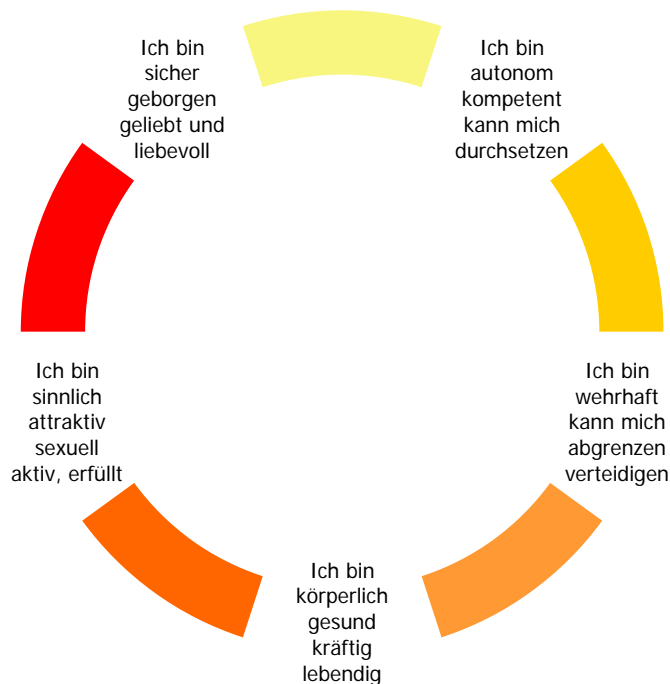 Ich bin
sicher
geborgen
geliebt und
liebevoll
Ich bin
autonom
kompetent
kann mich
durchsetzen
Ich bin
sinnlich
attraktiv
sexuell
aktiv, erfüllt
Ich bin
wehrhaft
kann mich
abgrenzen
verteidigen
Ich bin
körperlich
gesund
kräftig
lebendig